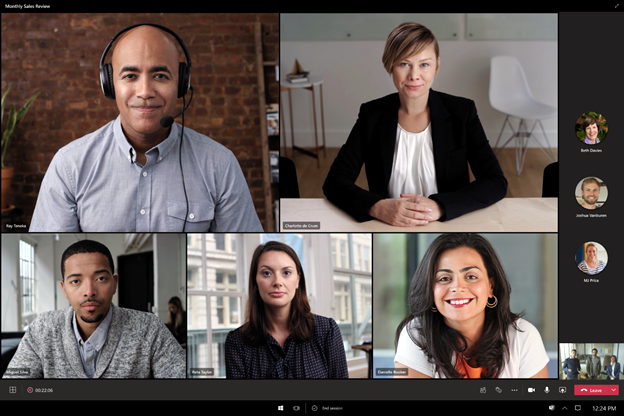 Monthly Sales Review
Ray Tanaka
Charlotte de Crum
Beth Davies
Joshua VanBuren
MJ Price
Miguel Silva
Reta Taylor
Danielle Booker
00:22:06
Leave
End session
12:24 PM